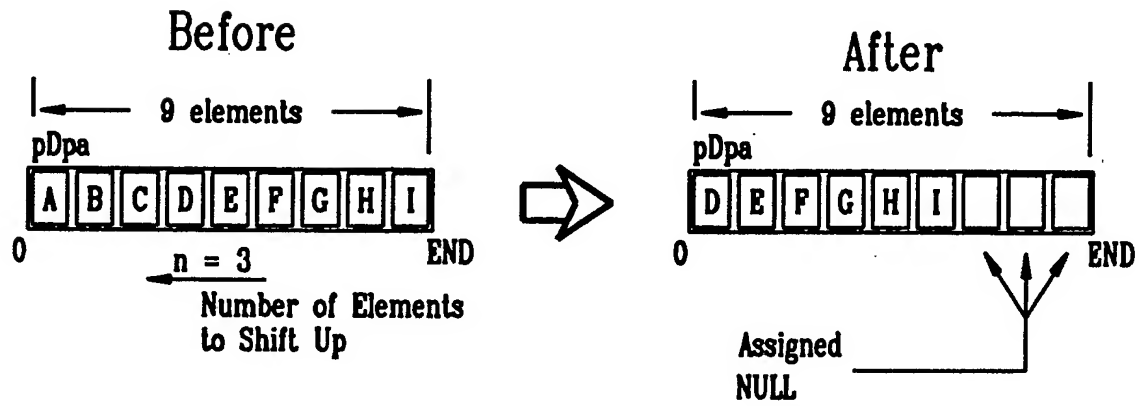 Before
9 elements
pDpa
A B C D E F G H I
0 END
n = 3
Number of Elements
to Shift Up
After
9 elements
pDpa
D E F G H I
0 END
Assigned
NULL